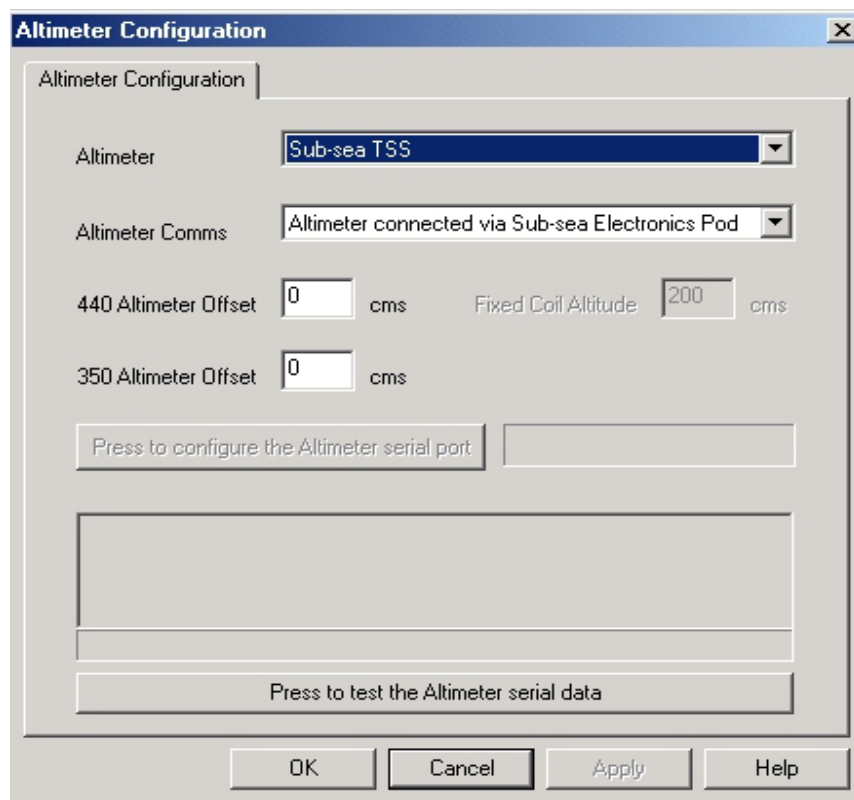 Altimeter Configuration
Altimeter Configuration
Altimeter Sub-sea TSS
Altimeter Comms Altimeter connected via Sub-sea Electronics Pod
440 Altimeter Offset 0 cms Fixed Coil Altitude 200 cms
350 Altimeter Offset 0 cms
Press to configure the Altimeter serial port
Press to test the Altimeter serial data
OK Cancel Apply Help